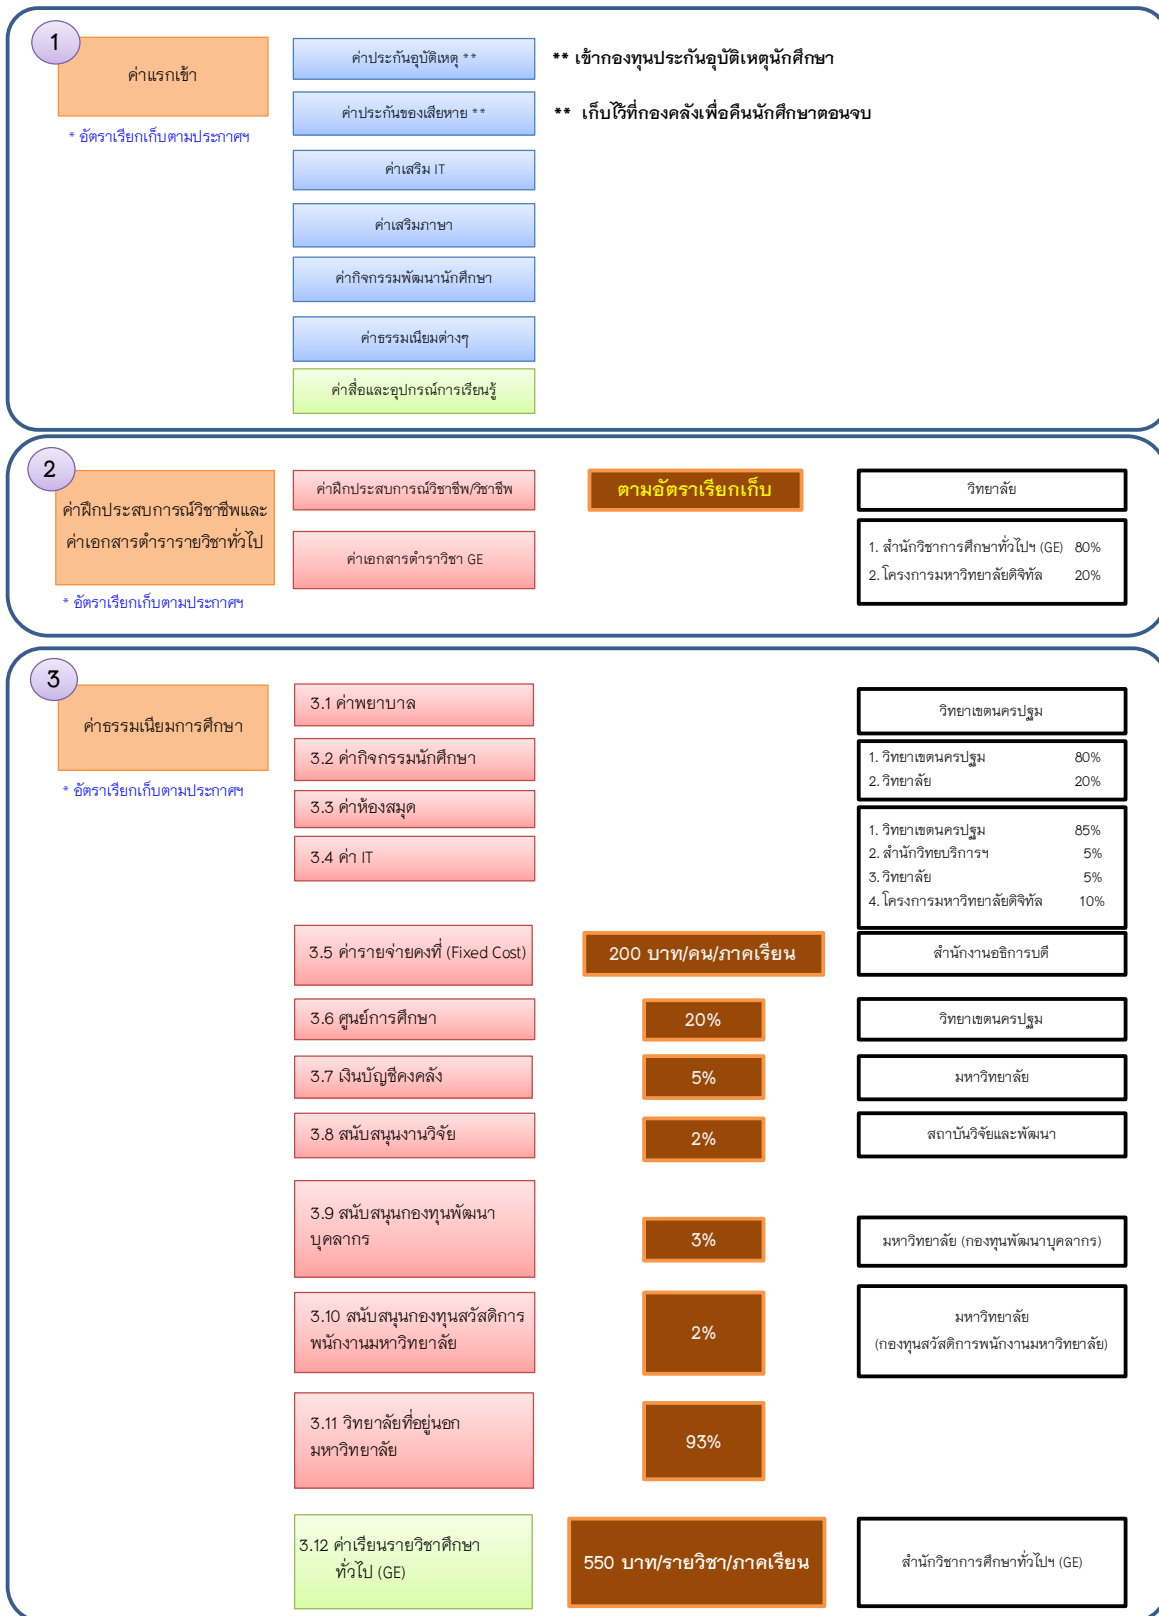 1
ค่าแรกเข้า
* อัตราเรียกเก็บตามประกาศฯ
ค่าประกันอุบัติเหตุ **
** เข้ากองทุนประกันอุบัติเหตุนักศึกษา
ค่าประกันของเสียหาย **
** เก็บไว้ที่กองคลังเพื่อคืนนักศึกษาตอนจบ
ค่าเสริม IT
ค่าเสริมภาษา
ค่ากิจกรรมพัฒนานักศึกษา
ค่าธรรมเนียมต่างๆ
ค่าสื่อและอุปกรณ์การเรียนรู้
2
ค่าฝึกประสบการณ์วิชาชีพและ
ค่าเอกสารตำรารายวิชาทั่วไป
* อัตราเรียกเก็บตามประกาศฯ
ค่าฝึกประสบการณ์วิชาชีพ/วิชาชีพ
ตามอัตราเรียกเก็บ
วิทยาลัย
ค่าเอกสารตำราวิชา GE
1. สำนักวิชาการศึกษาทั่วไปฯ (GE) 80%
2. โครงการมหาวิทยาลัยดิจิทัล 20%
3
ค่าธรรมเนียมการศึกษา
* อัตราเรียกเก็บตามประกาศฯ
3.1 ค่าพยาบาล
วิทยาเขตนครปฐม
3.2 ค่ากิจกรรมนักศึกษา
1. วิทยาเขตนครปฐม 80%
2. วิทยาลัย 20%
3.3 ค่าห้องสมุด
3.4 ค่า IT
1. วิทยาเขตนครปฐม 85%
2. สำนักวิทยบริการฯ 5%
3. วิทยาลัย 5%
4. โครงการมหาวิทยาลัยดิจิทัล 10%
3.5 ค่ารายจ่ายคงที่ (Fixed Cost)
200 บาท/คน/ภาคเรียน
สำนักงานอธิการบดี
3.6 ศูนย์การศึกษา
20%
วิทยาเขตนครปฐม
3.7 เงินบัญชีคงคลัง
5%
มหาวิทยาลัย
3.8 สนับสนุนงานวิจัย
2%
สถาบันวิจัยและพัฒนา
3.9 สนับสนุนกองทุนพัฒนา
บุคลากร
3%
มหาวิทยาลัย (กองทุนพัฒนาบุคลากร)
3.10 สนับสนุนกองทุนสวัสดิการ
พนักงานมหาวิทยาลัย
2%
มหาวิทยาลัย
(กองทุนสวัสดิการพนักงานมหาวิทยาลัย)
3.11 วิทยาลัยที่อยู่นอก
มหาวิทยาลัย
93%
3.12 ค่าเรียนรายวิชาศึกษา
ทั่วไป (GE)
550 บาท/รายวิชา/ภาคเรียน
สำนักวิชาการศึกษาทั่วไปฯ (GE)